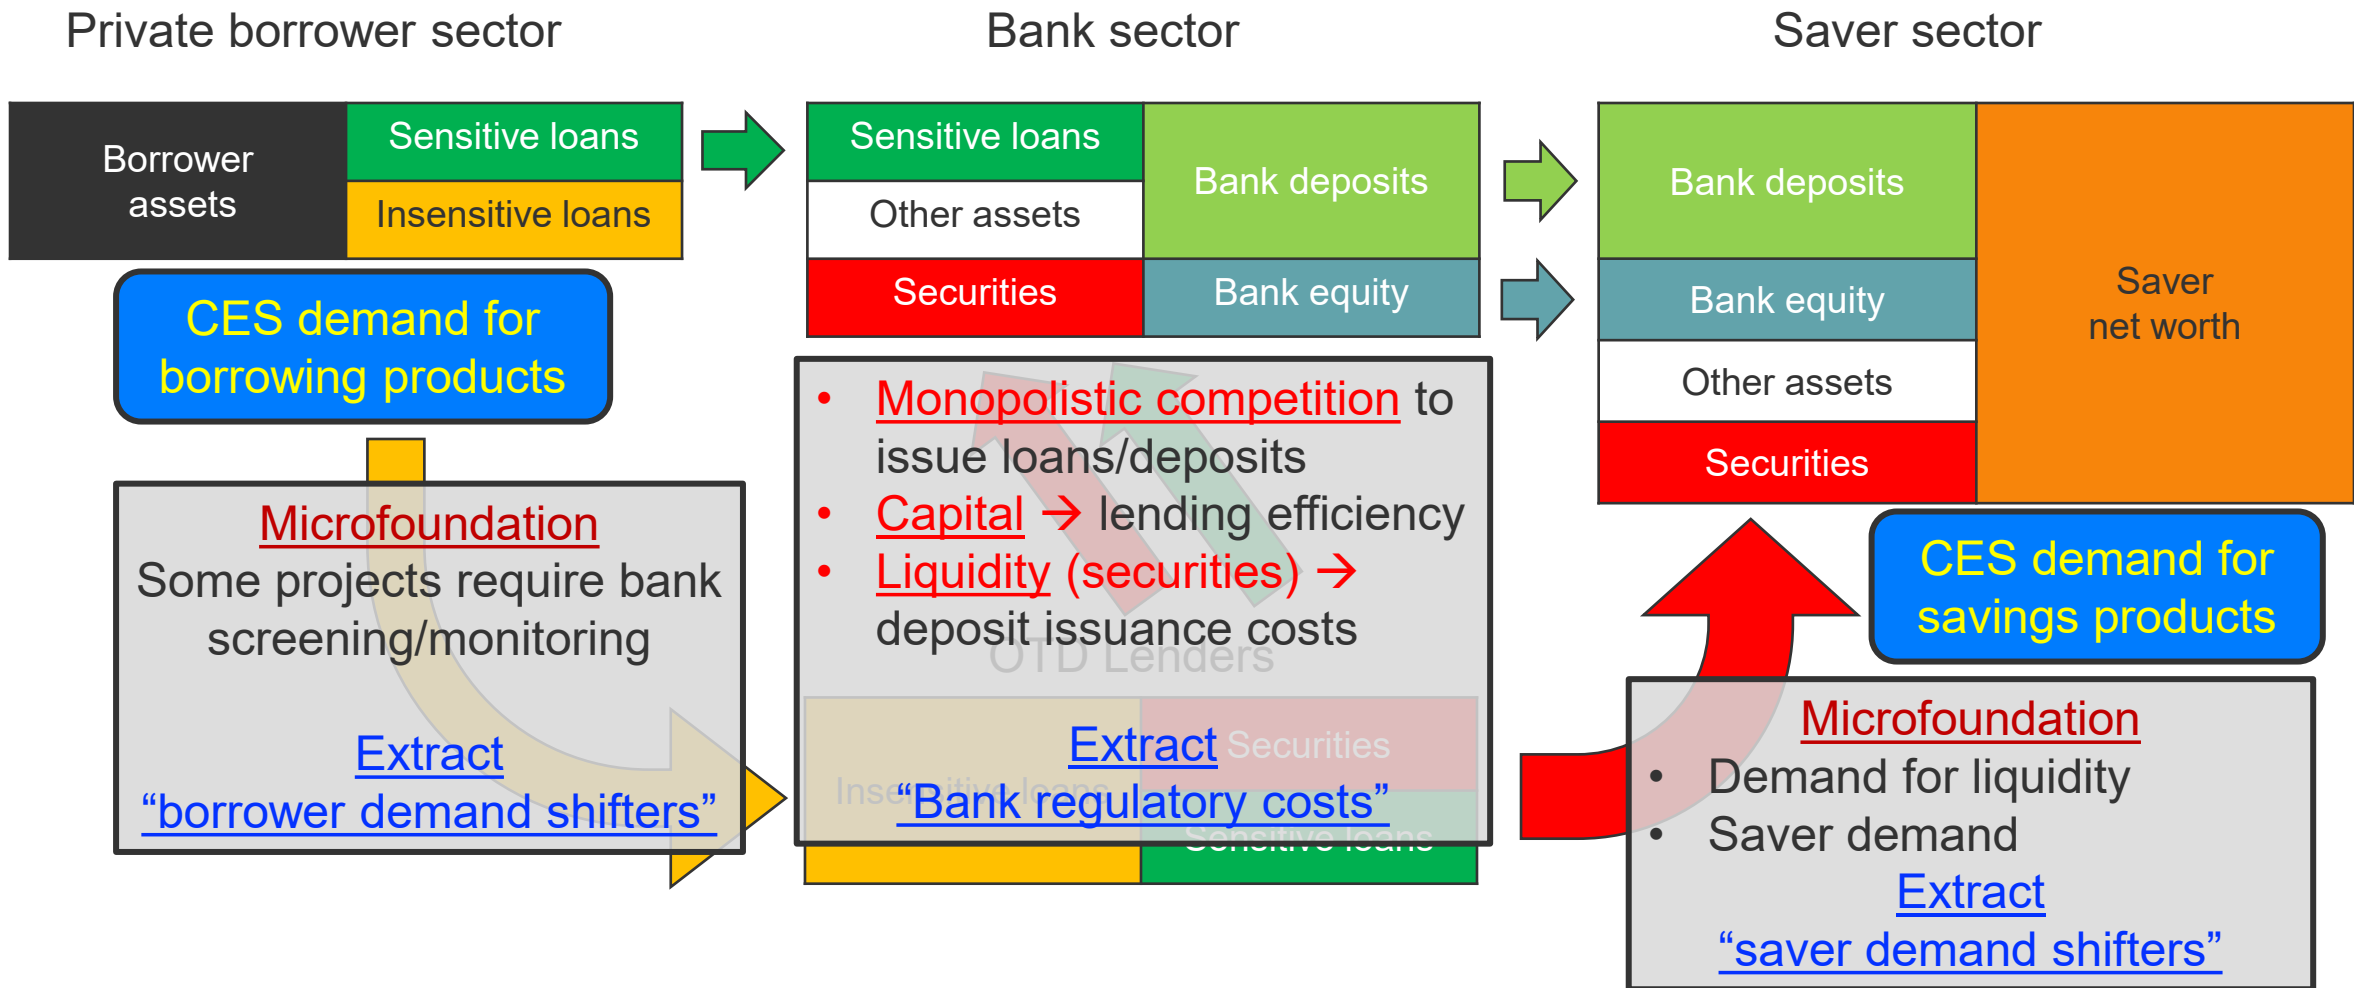 Private borrower sector
Bank sector
Saver sector
Borrower
assets
Sensitive loans
Insensitive loans
Sensitive loans
Other assets
Securities
Bank deposits
Bank equity
Bank deposits
Bank equity
Other assets
Securities
Saver
net worth
CES demand for
borrowing products
Microfoundation
Some projects require bank
screening/monitoring
Extract
“borrower demand shifters”
• Monopolistic competition to
issue loans/deposits
• Capital → lending efficiency
• Liquidity (securities) →
deposit issuance costs
OTD Lenders
Extract
“Bank regulatory costs”
Insensitive loans
Securities
Sensitive loans
CES demand for
savings products
Microfoundation
• Demand for liquidity
• Saver demand
Extract
“saver demand shifters”